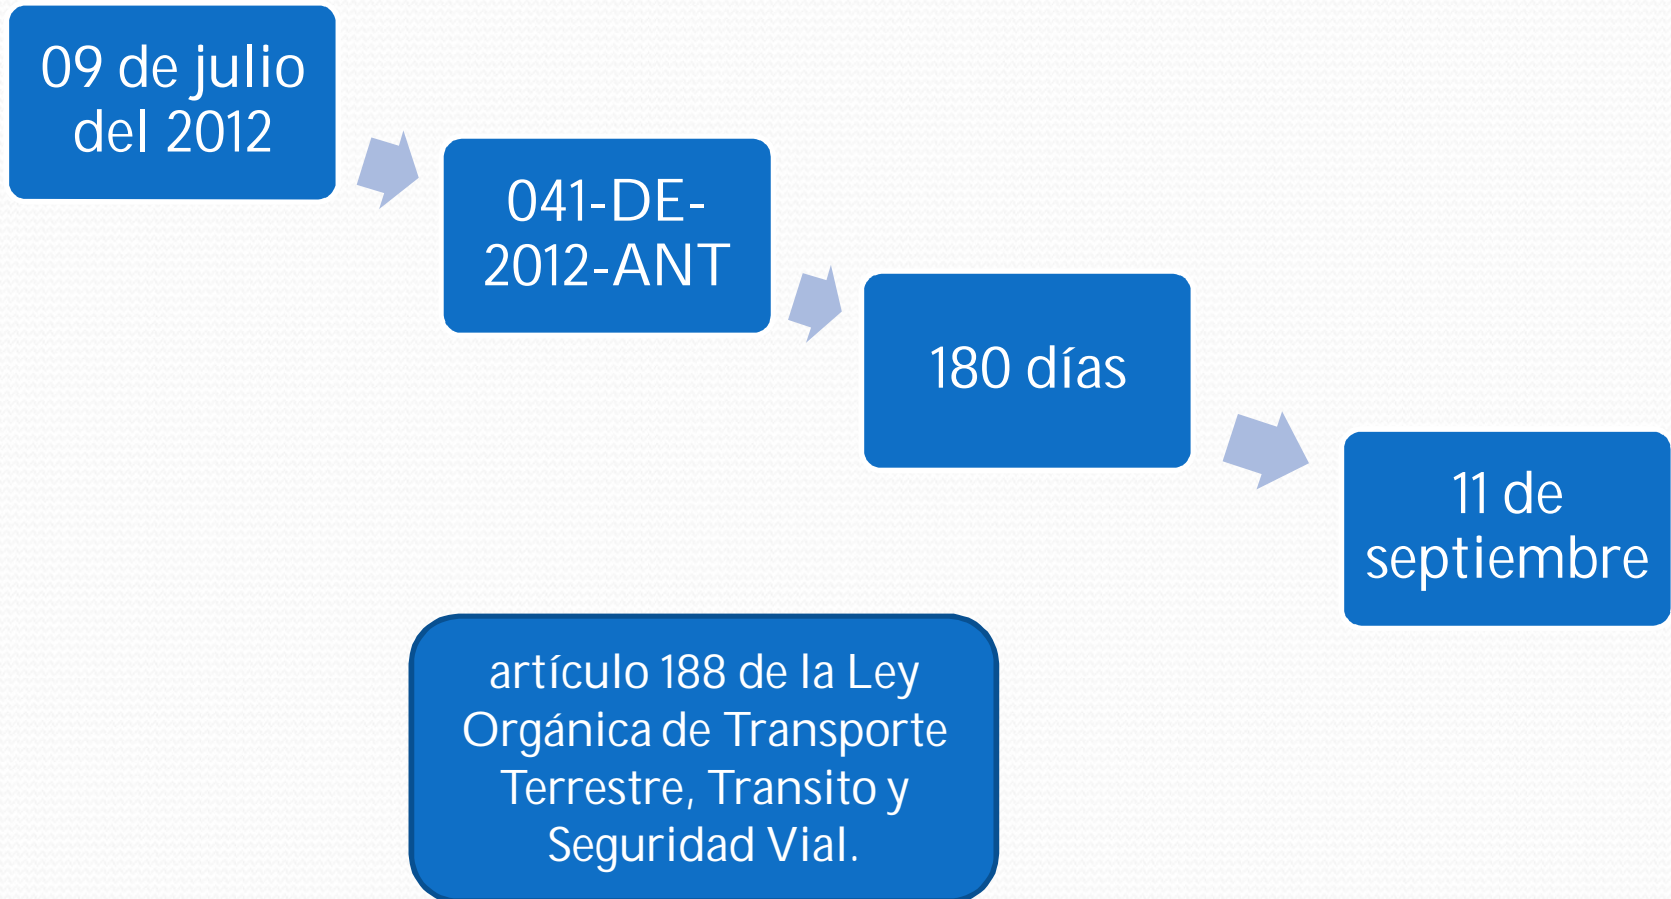 09 de julio
del 2012
041-DE-
2012-ANT
180 días
11 de
septiembre
artículo 188 de la Ley
Orgánica de Transporte
Terrestre, Transito y
Seguridad Vial.